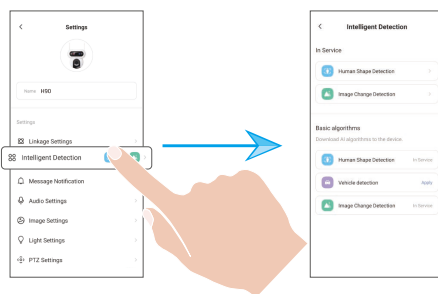 Settings
Name H90
Settings
Linkage Settings
Intelligent Detection
Message Notification
Audio Settings
Image Settings
Light Settings
PTZ Settings
Intelligent Detection
In Service
Human Shape Detection
Image Change Detection
Basic algorithms
Download AI algorithms to the device.
Human Shape Detection In Service
Vehicle detection Apply
Image Change Detection In Service